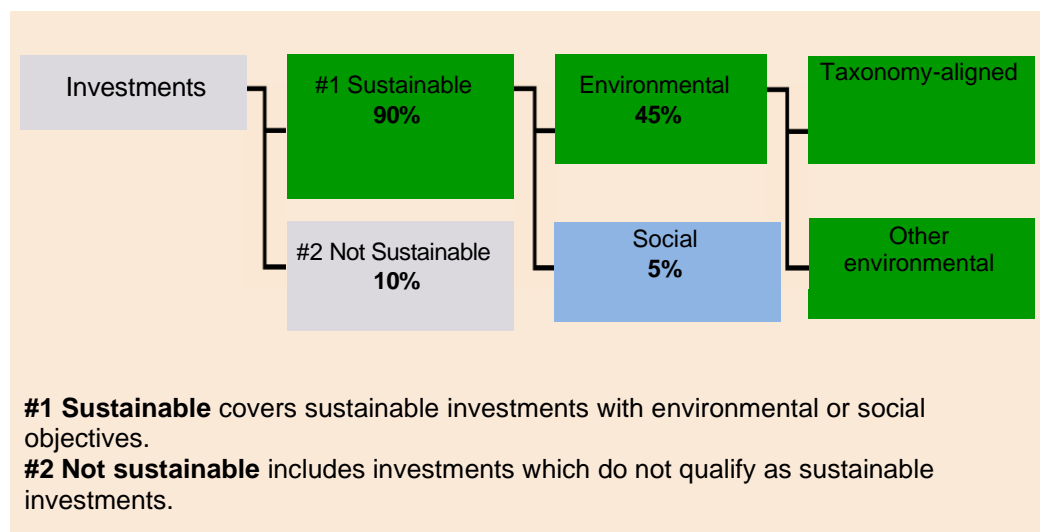 Investments
#1 Sustainable
90%
Environmental
45%
Taxonomy-aligned
#2 Not Sustainable
10%
Social
5%
Other
environmental
#1 Sustainable covers sustainable investments with environmental or social
objectives.
#2 Not sustainable includes investments which do not qualify as sustainable
investments.